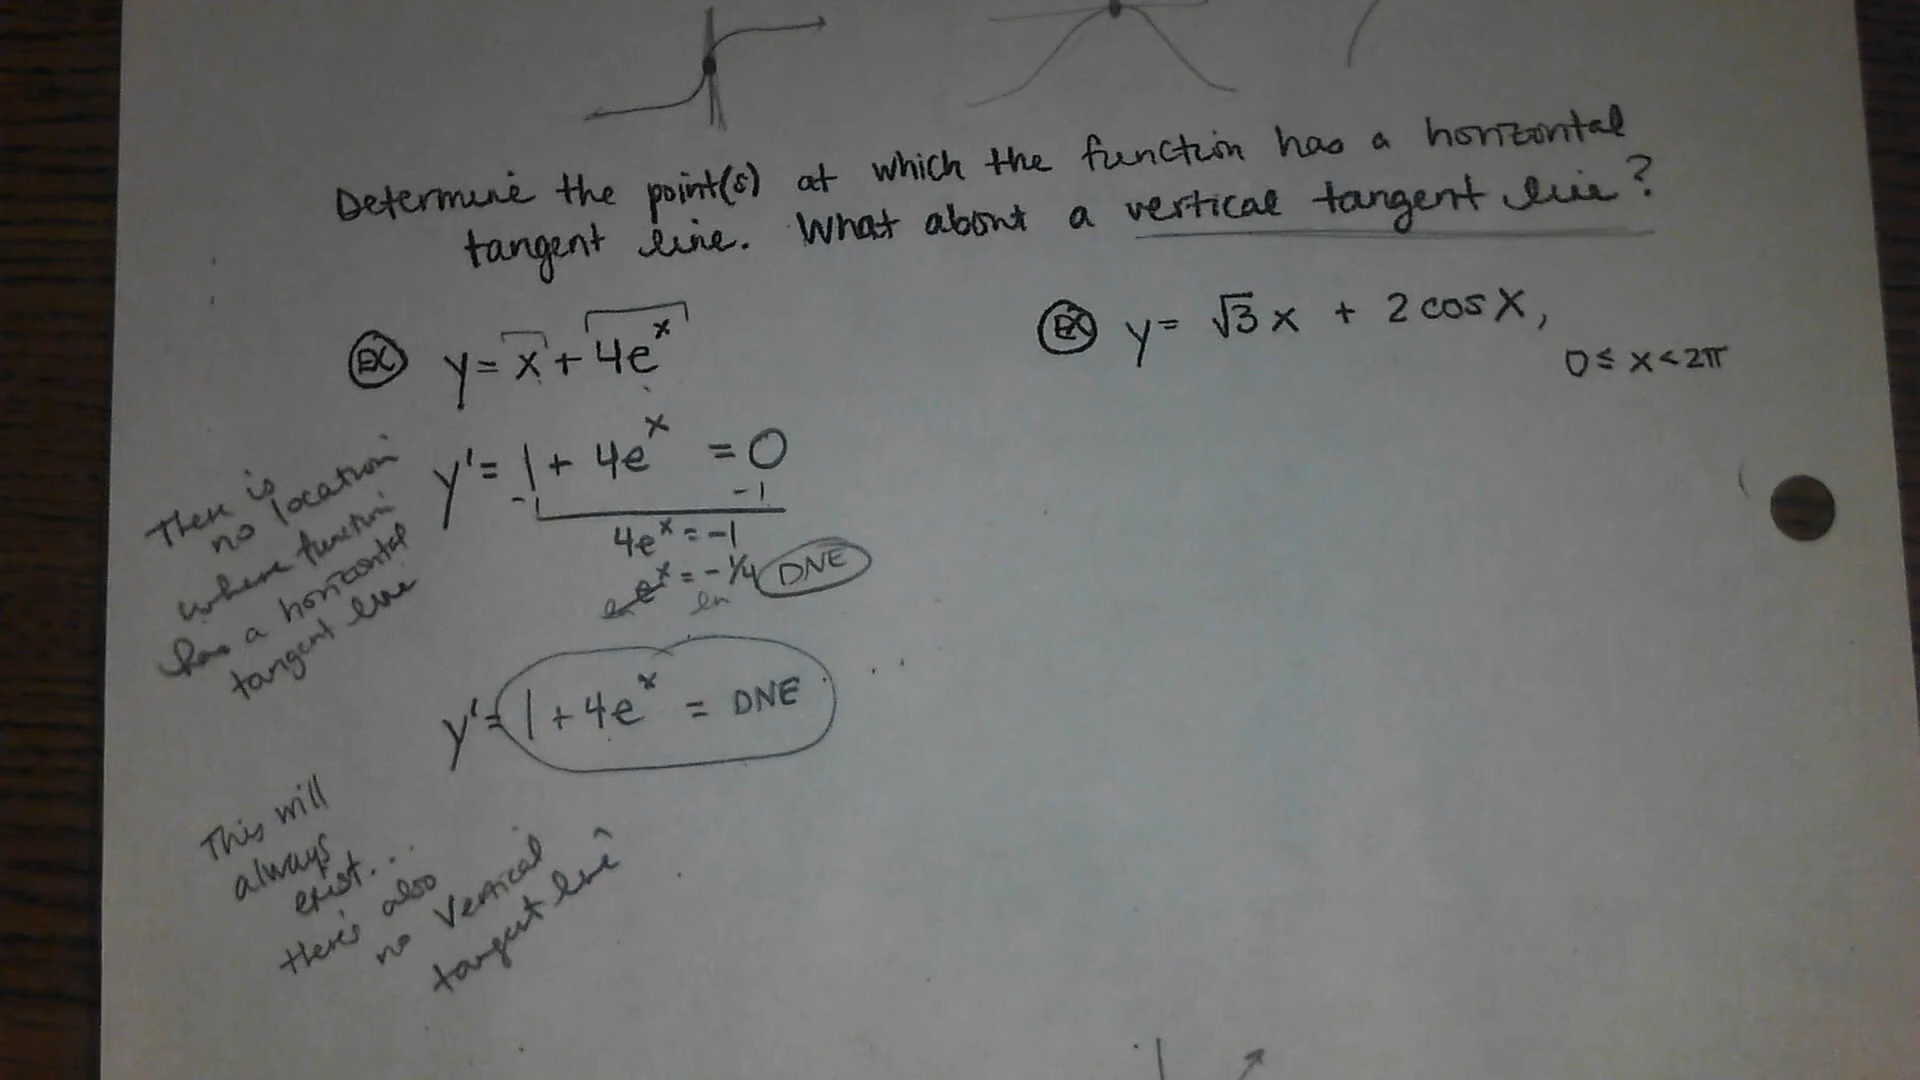 Determine the point(s) at which the function has a horizontal
tangent line. What about a vertical tangent line?
EX y = x + 4e^x
y' = 1 + 4e^x = 0
-1 -1
4e^x = -1
ln e^x = -1/4 DNE
ln
There is
no location
where function
has a horizontal
tangent line
y' = 1 + 4e^x = DNE
This will
always
exist...
there's also
no vertical
tangent line
EX y = √3 x + 2 cos x,
0 ≤ x < 2π